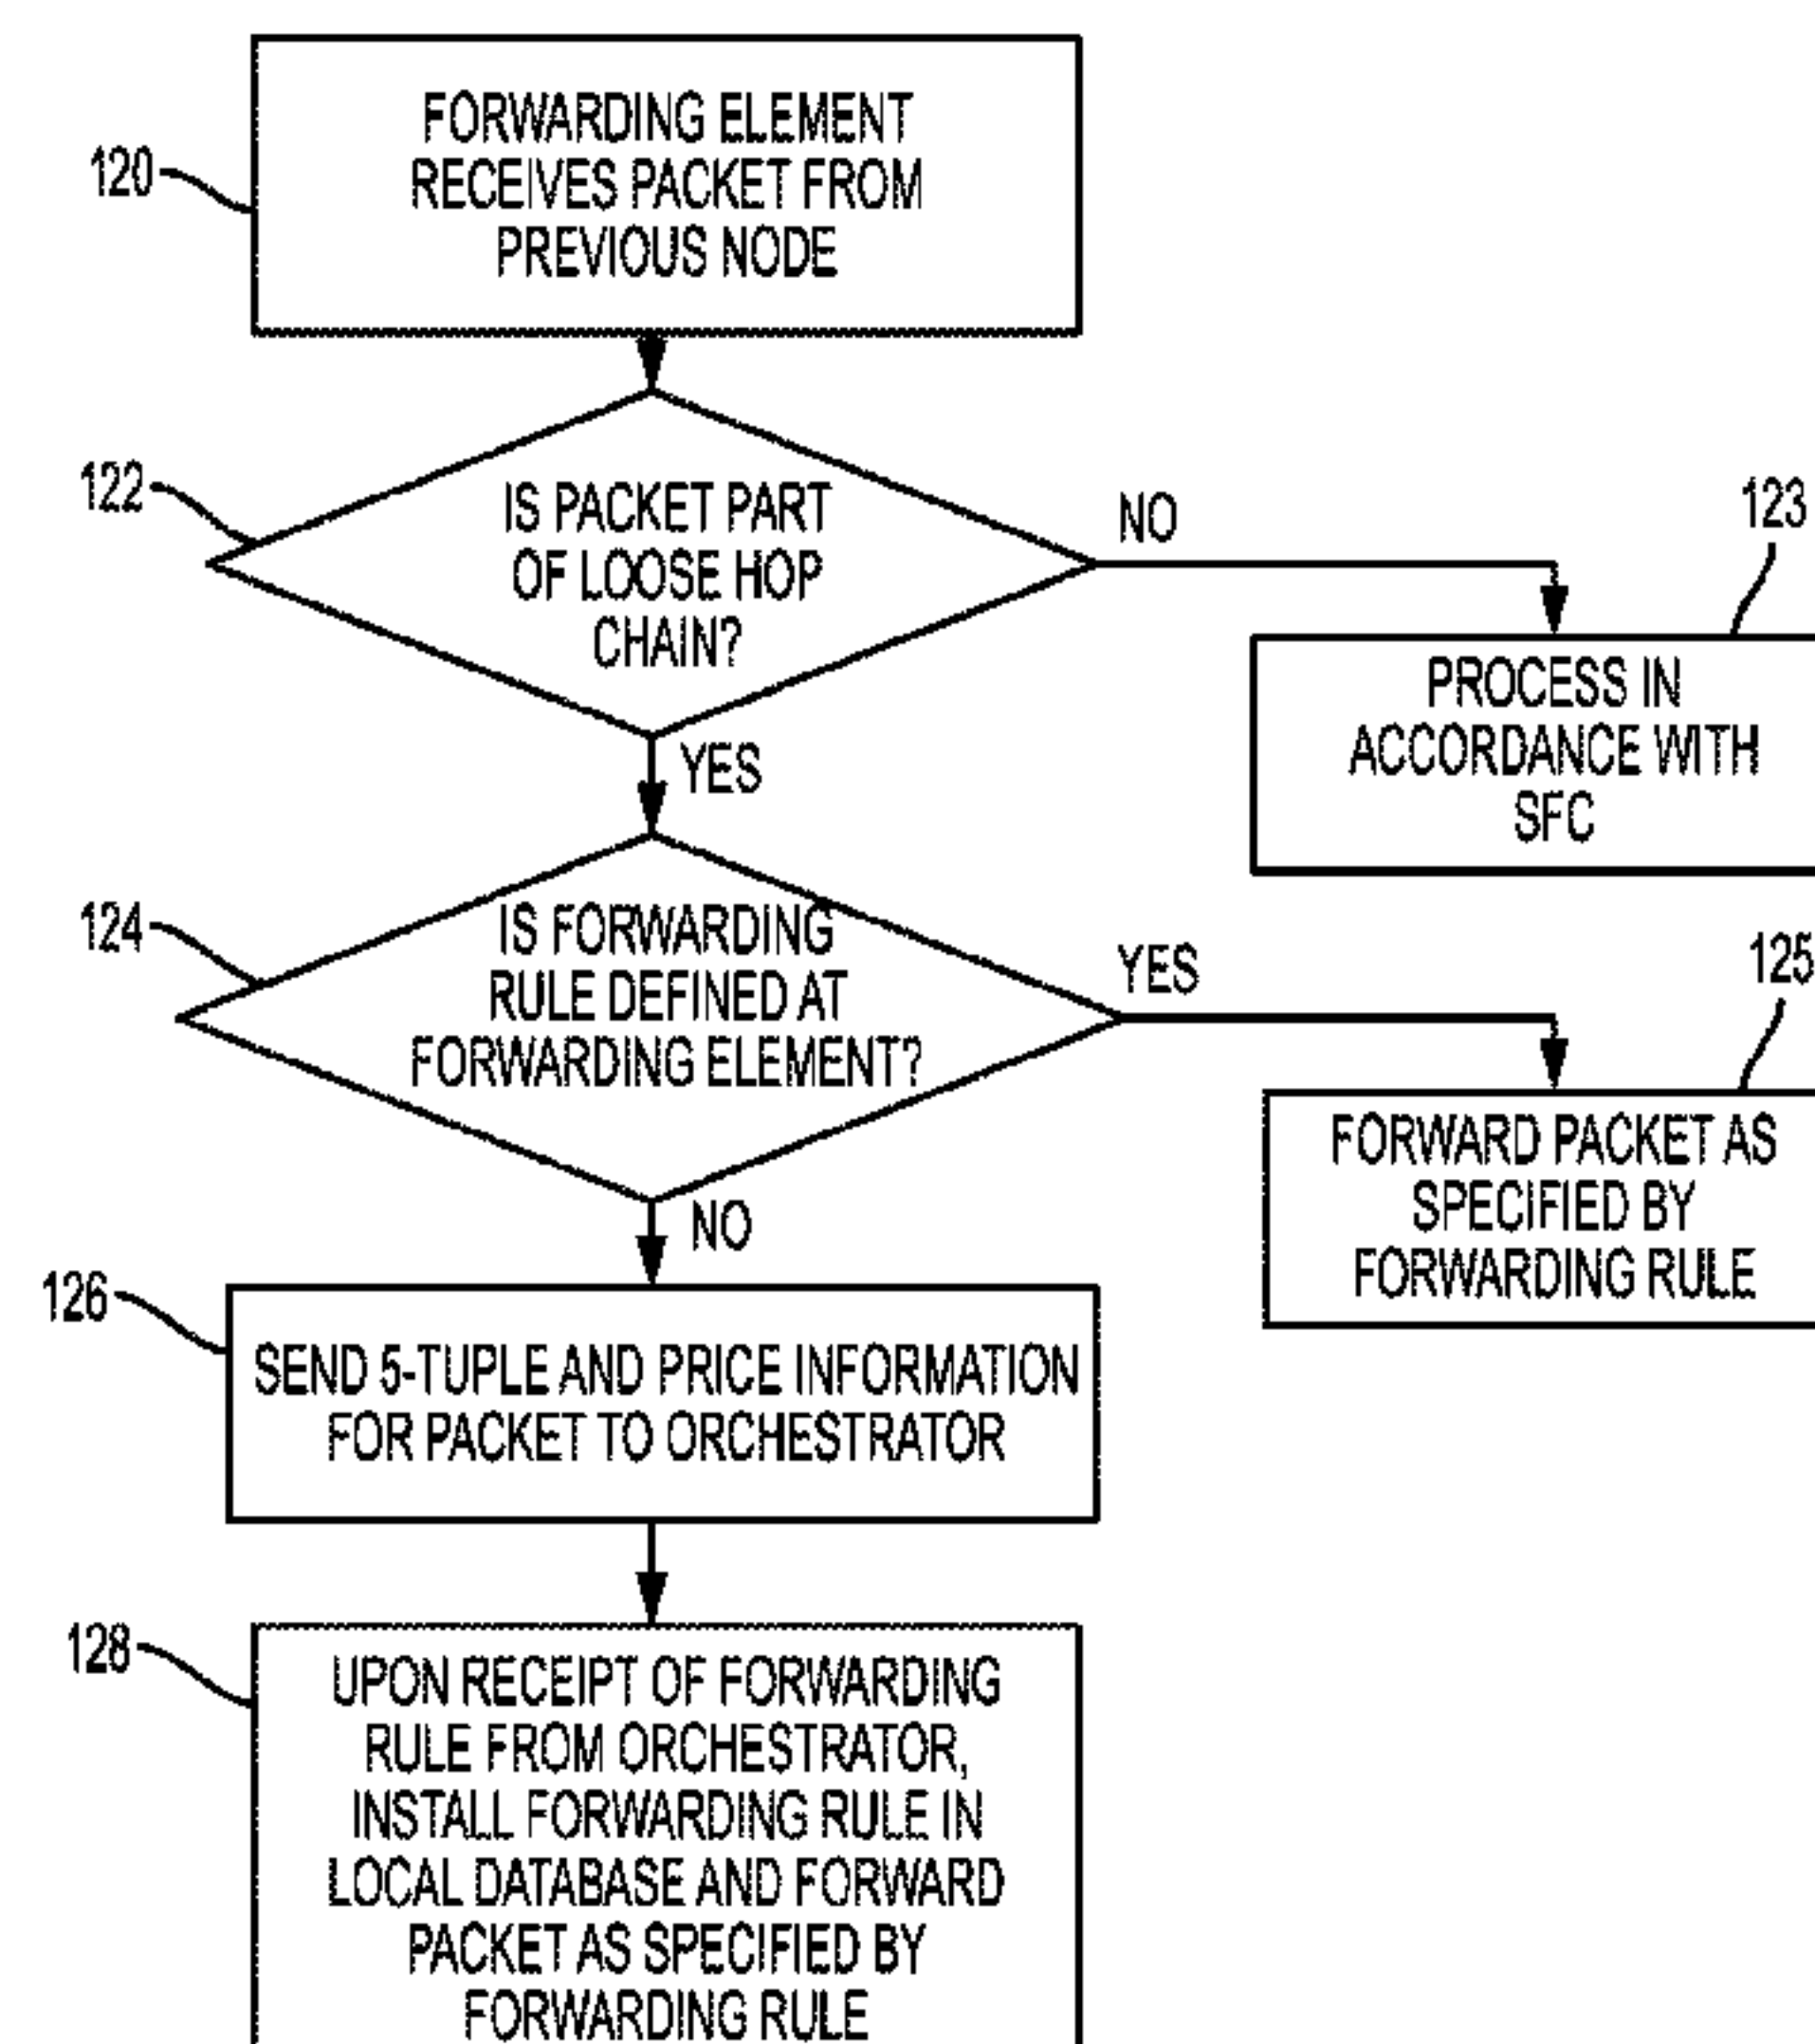 120
FORWARDING ELEMENT
RECEIVES PACKET FROM
PREVIOUS NODE
122
IS PACKET PART
OF LOOSE HOP
CHAIN?
NO
123
PROCESS IN
ACCORDANCE WITH
SFC
YES
124
IS FORWARDING
RULE DEFINED AT
FORWARDING ELEMENT?
YES
125
FORWARD PACKET AS
SPECIFIED BY
FORWARDING RULE
NO
126
SEND 5-TUPLE AND PRICE INFORMATION
FOR PACKET TO ORCHESTRATOR
128
UPON RECEIPT OF FORWARDING
RULE FROM ORCHESTRATOR,
INSTALL FORWARDING RULE IN
LOCAL DATABASE AND FORWARD
PACKET AS SPECIFIED BY
FORWARDING RULE